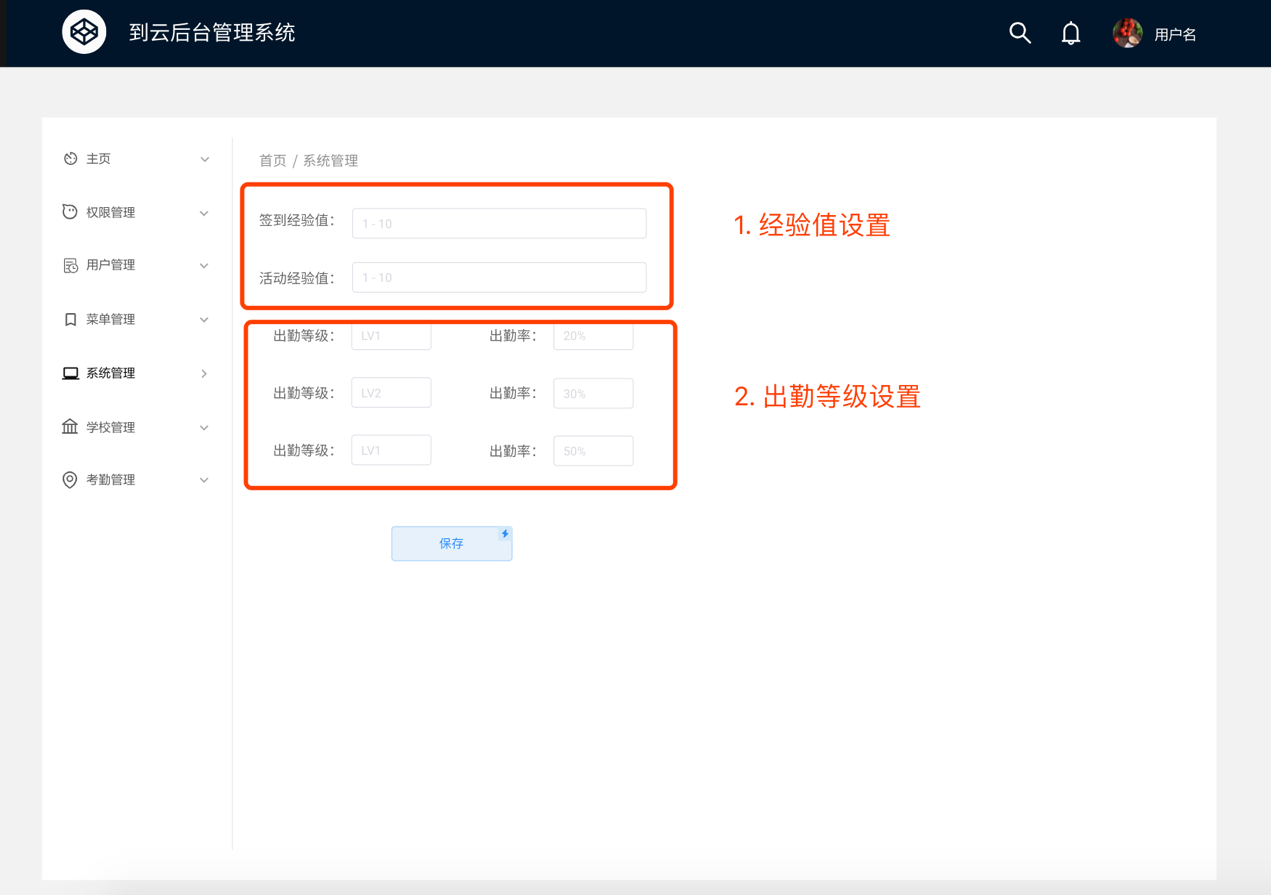 到云后台管理系统
用户名
主页
权限管理
用户管理
菜单管理
系统管理
学校管理
考勤管理
首页 / 系统管理
签到经验值： 1 - 10
活动经验值： 1 - 10
1. 经验值设置
出勤等级： LV1 出勤率： 20%
出勤等级： LV2 出勤率： 30%
出勤等级： LV1 出勤率： 50%
2. 出勤等级设置
保存